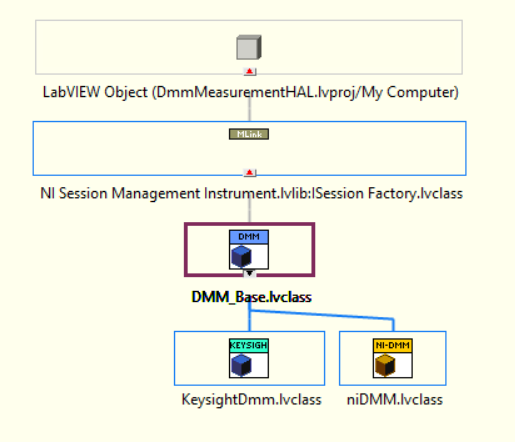 LabVIEW Object (DmmMeasurementHAL.lvproj/My Computer)
MLink
NI Session Management Instrument.lvlib:ISession Factory.lvclass
DMM
DMM_Base.lvclass
KEYSIGH
NI-DMM
KeysightDmm.lvclass
niDMM.lvclass